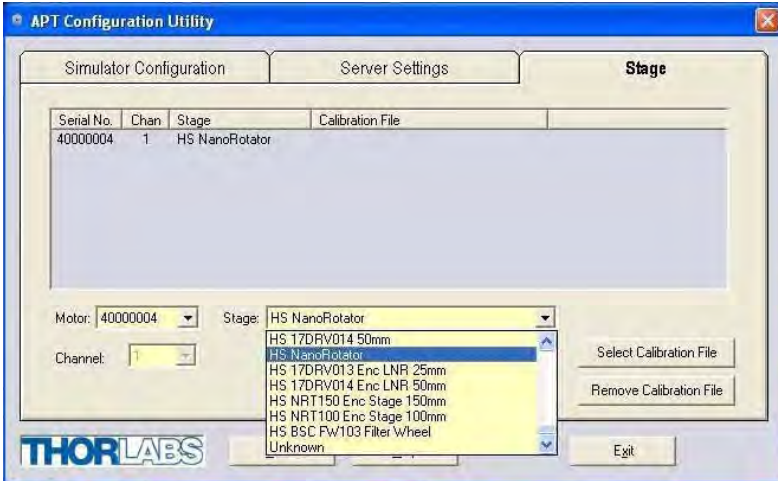 APT Configuration Utility
Simulator Configuration Server Settings Stage
Serial No. Chan Stage Calibration File
40000004 1 HS NanoRotator
Motor: 40000004 Stage: HS NanoRotator
HS 17DRV014 50mm
HS NanoRotator
Channel: 1
HS 17DRV013 Enc LNR 25mm
HS 17DRV014 Enc LNR 50mm
HS NRT150 Enc Stage 150mm
HS NRT100 Enc Stage 100mm
HS BSC FW103 Filter Wheel
Unknown
Select Calibration File
Remove Calibration File
THORLABS
Exit